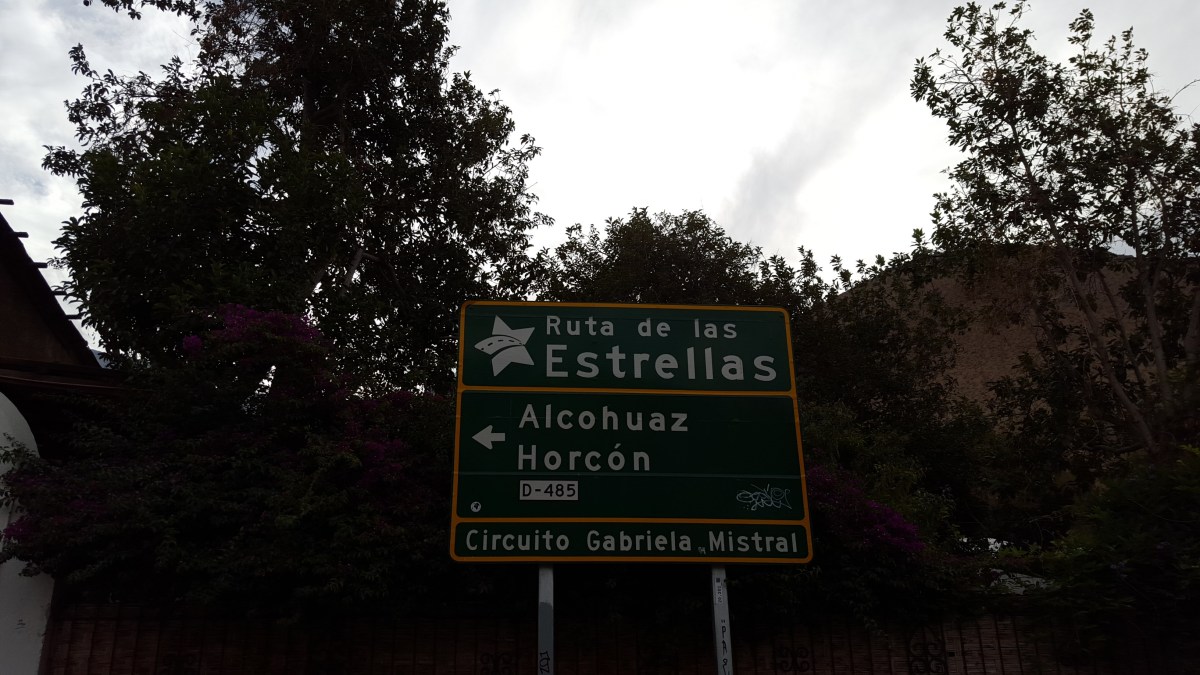 Ruta de las
Estrellas
Alcohuaz
Horcón
D-485
Circuito Gabriela Mistral